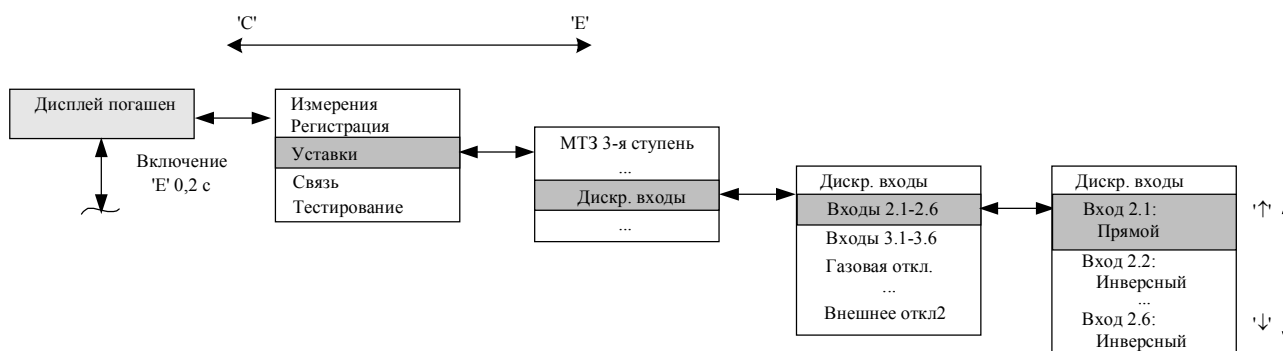 'С' 'Е'
Дисплей погашен
Включение
'Е' 0,2 с
Измерения
Регистрация
Уставки
Связь
Тестирование
МТЗ 3-я ступень
...
Дискр. входы
...
Дискр. входы
Входы 2.1-2.6
Входы 3.1-3.6
Газовая откл.
...
Внешнее откл2
Дискр. входы
Вход 2.1:
Прямой
Вход 2.2:
Инверсный
...
Вход 2.6:
Инверсный
'↑'
'↓'